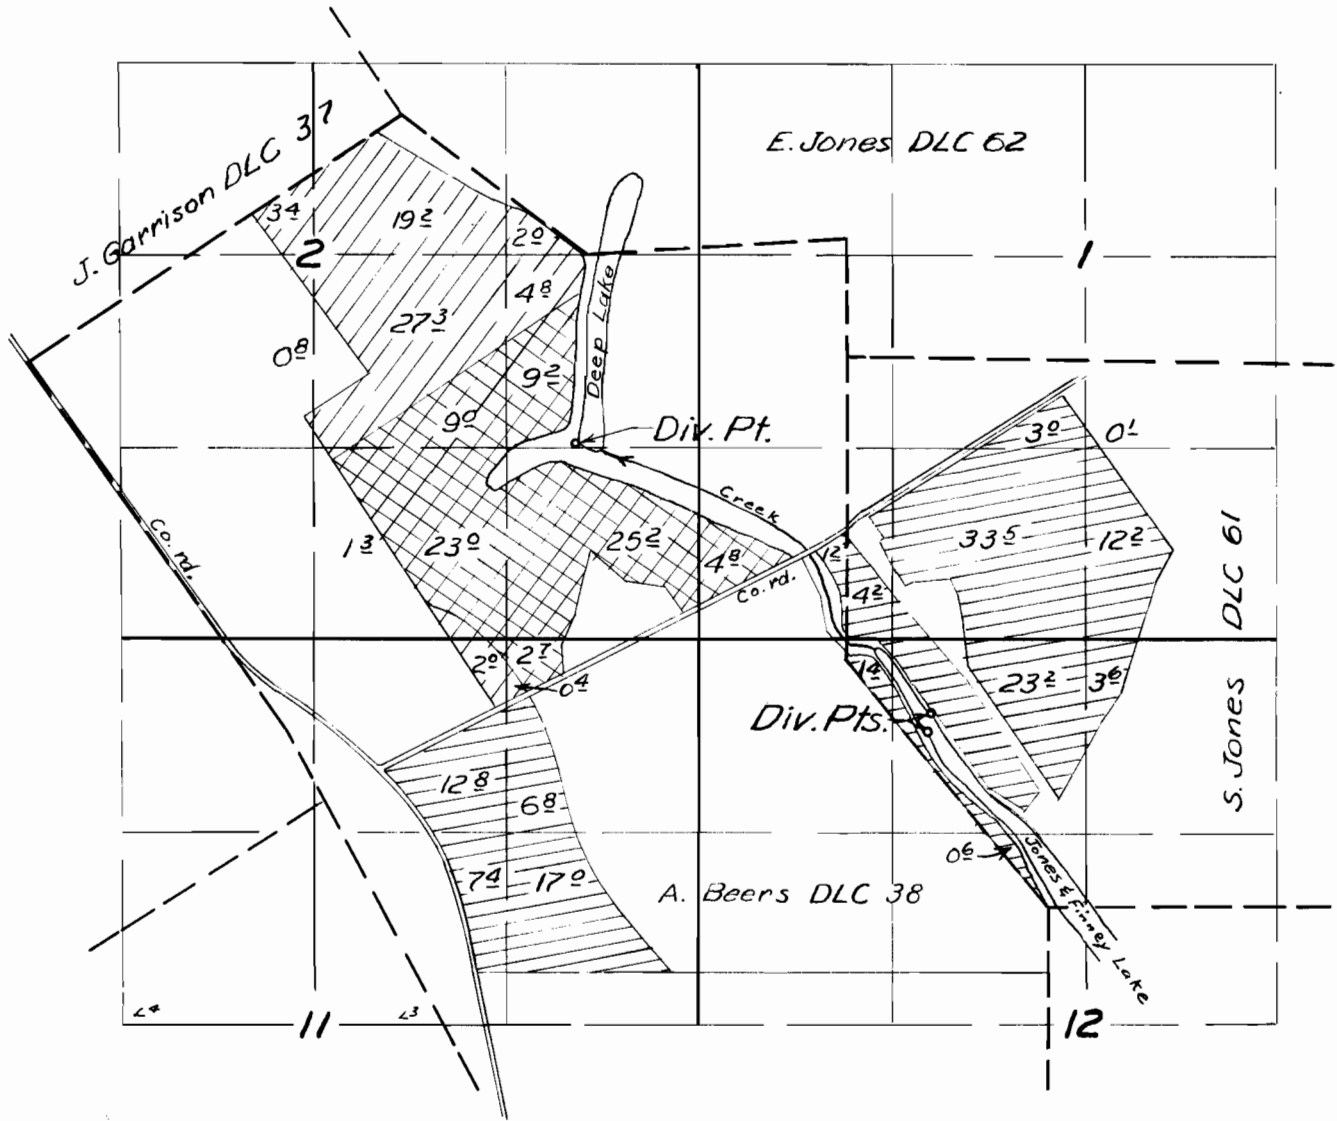 J. Garrison DLC 37
E. Jones DLC 62
34
19 2
2 0
2
1
4 8
Deep Lake
27 3
0 8
9 2
9 0
Div. Pt.
3 0
0 1
Creek
Co. rd.
1 3
23 0
25 2
4 8
1 2
33 5
12 2
DLC 61
Co. rd.
4 2
2 0
2 7
0 4
1 4
23 2
3 6
Div. Pts.
S. Jones
12 8
6 8
0 6
7 4
17 0
A. Beers DLC 38
Jones & Finney Lake
L4
11
L3
12